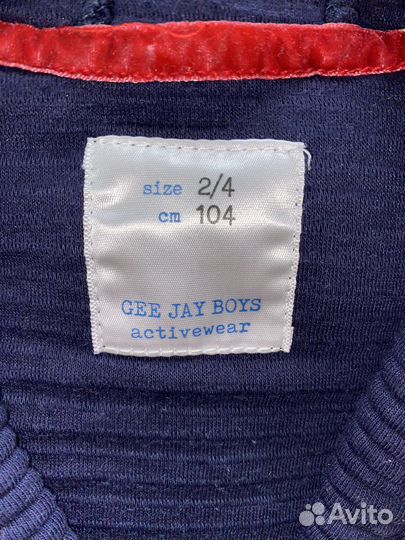 size 2/4
cm 104
GEE JAY BOYS
activewear
Avito